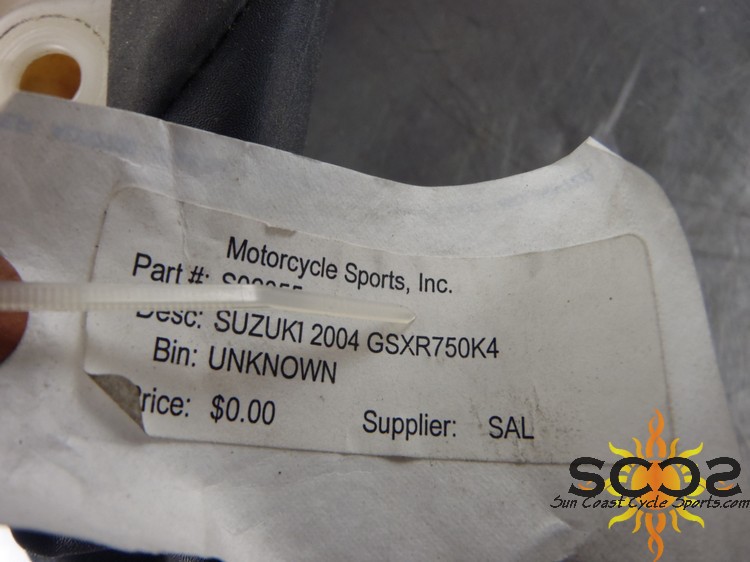 Motorcycle Sports, Inc.
Part #:
Desc: SUZUKI 2004 GSXR750K4
Bin: UNKNOWN
Price: $0.00 Supplier: SAL
SCCS
Sun Coast Cycle Sports.com